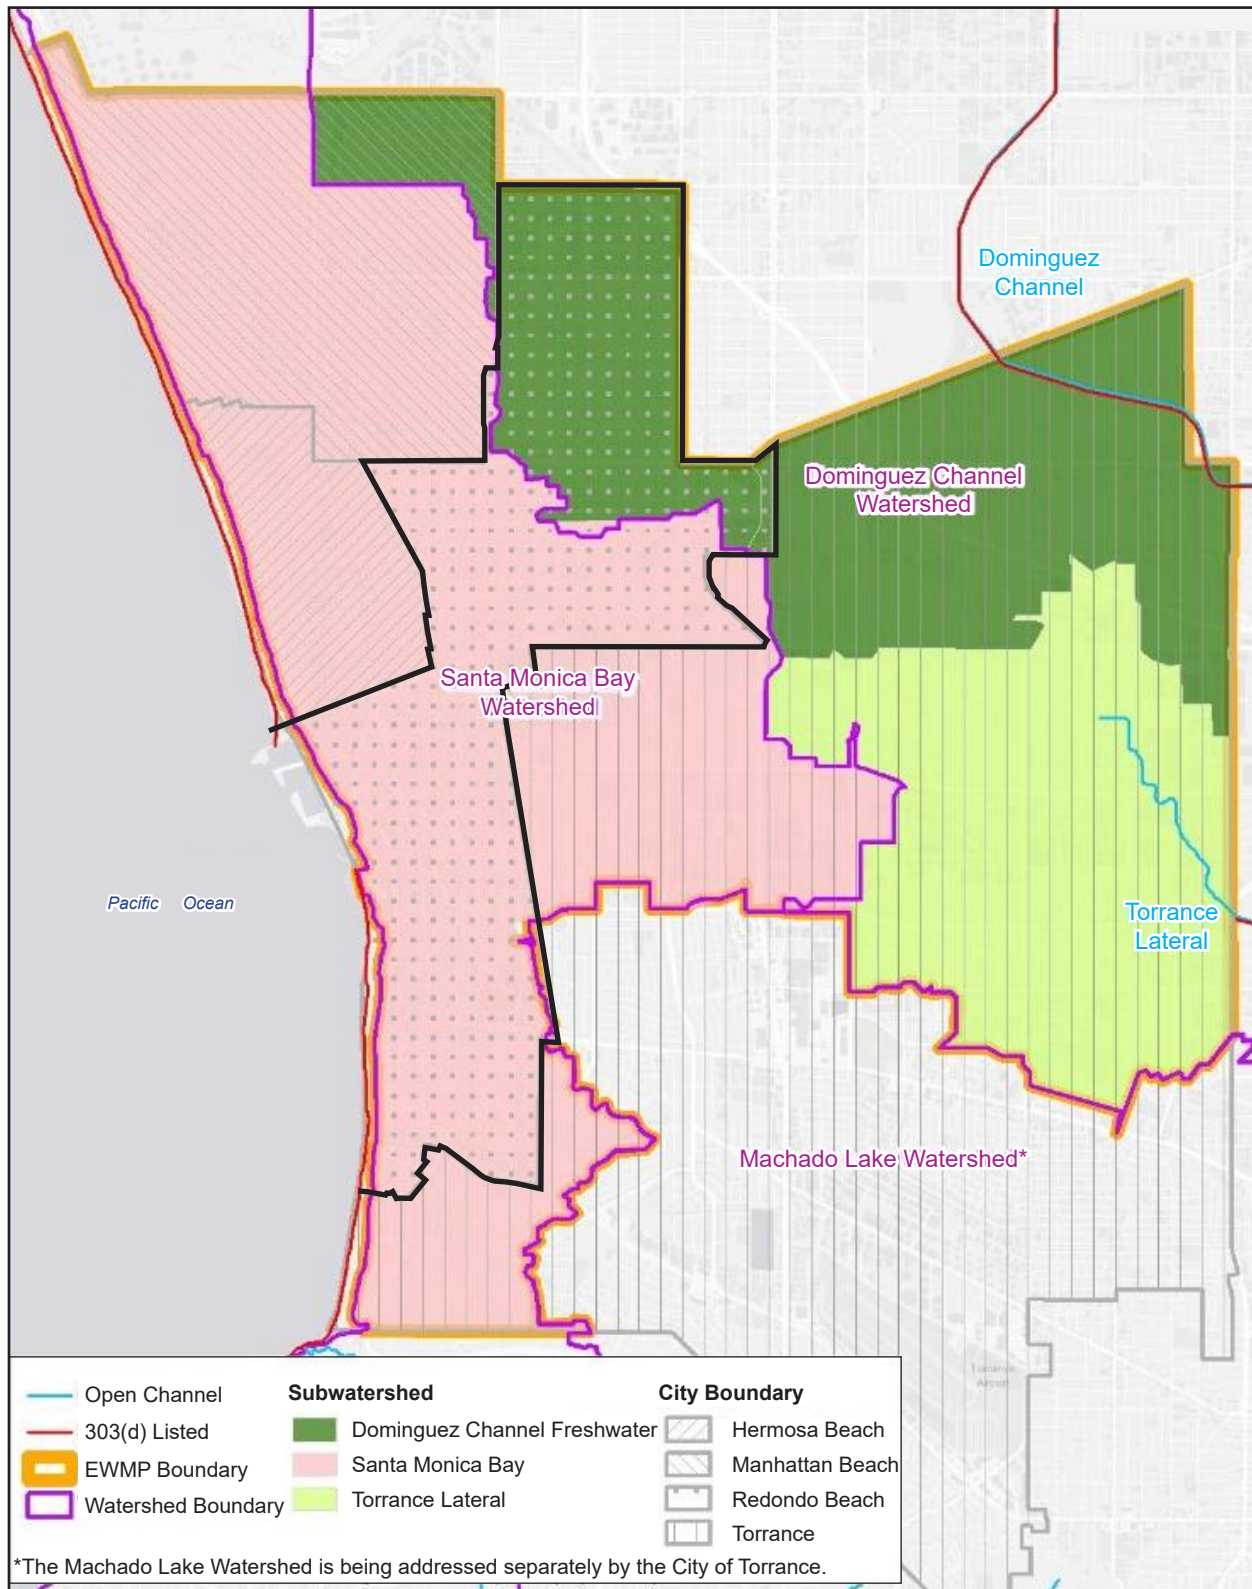 Dominguez
Channel
Dominguez Channel
Watershed
Santa Monica Bay
Watershed
Pacific Ocean
Torrance
Lateral
Machado Lake Watershed*
Open Channel
303(d) Listed
EWMP Boundary
Watershed Boundary
Subwatershed
Dominguez Channel Freshwater
Santa Monica Bay
Torrance Lateral
City Boundary
Hermosa Beach
Manhattan Beach
Redondo Beach
Torrance
*The Machado Lake Watershed is being addressed separately by the City of Torrance.